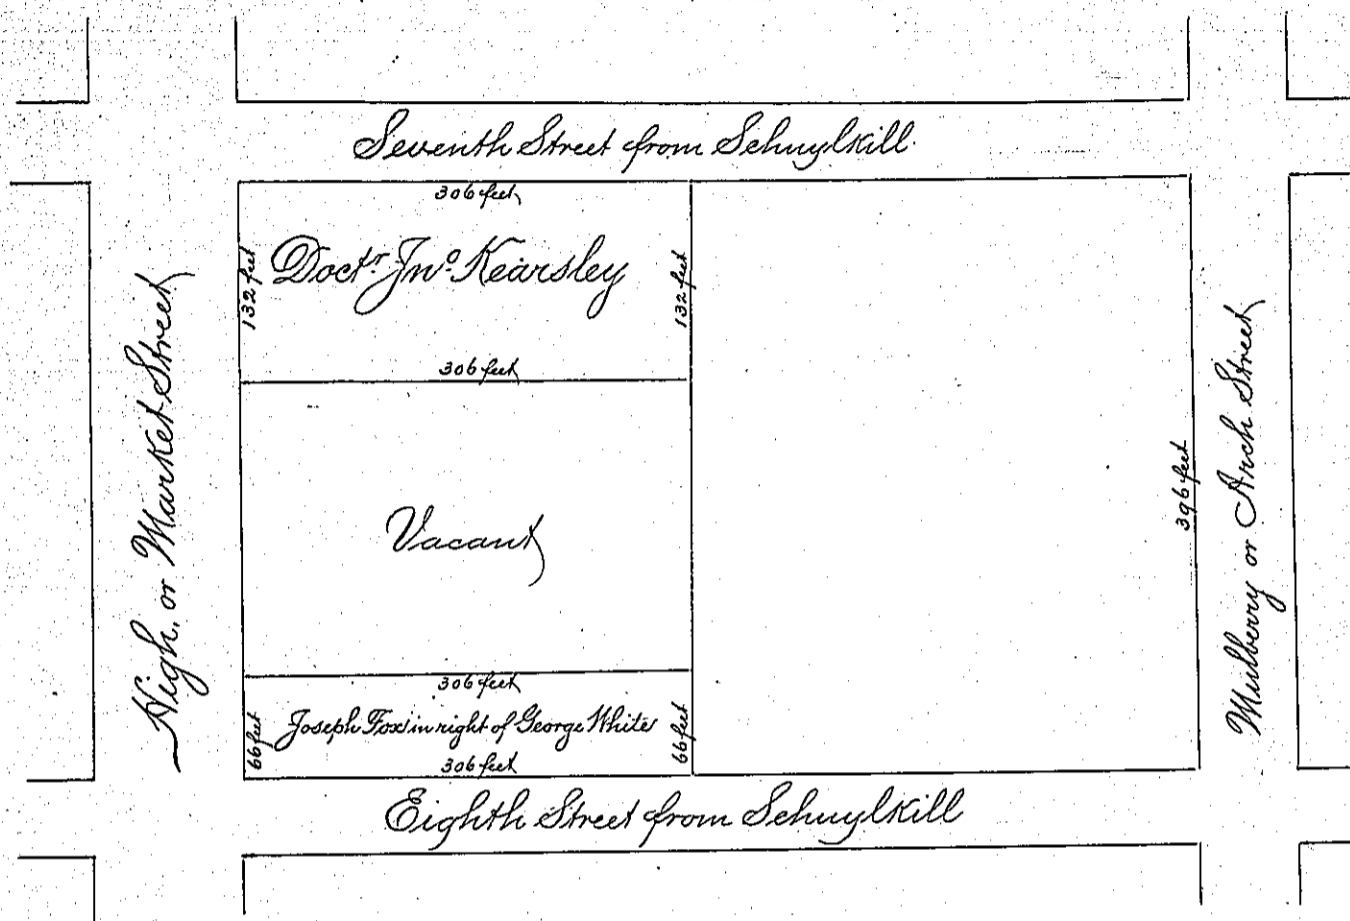 Seventh Street from Schuylkill.
306 feet
Doctr. Jno. Kearsley
132 feet
132 feet
306 feet
High, or Market Street
Vacant
396 feet
Mulberry or Arch Street
306 feet
Joseph Fox in right of George White
66 feet
66 feet
306 feet
Eighth Street from Schuylkill